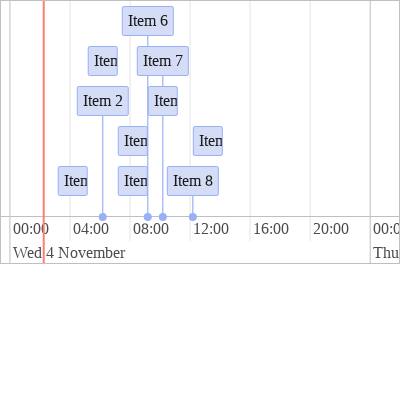 Item 6
Iten Item 7
Item 2 Iten
Iten Iten
Iten Iten Item 8
00:00 04:00 08:00 12:00 16:00 20:00 00:0
Wed 4 November Thu